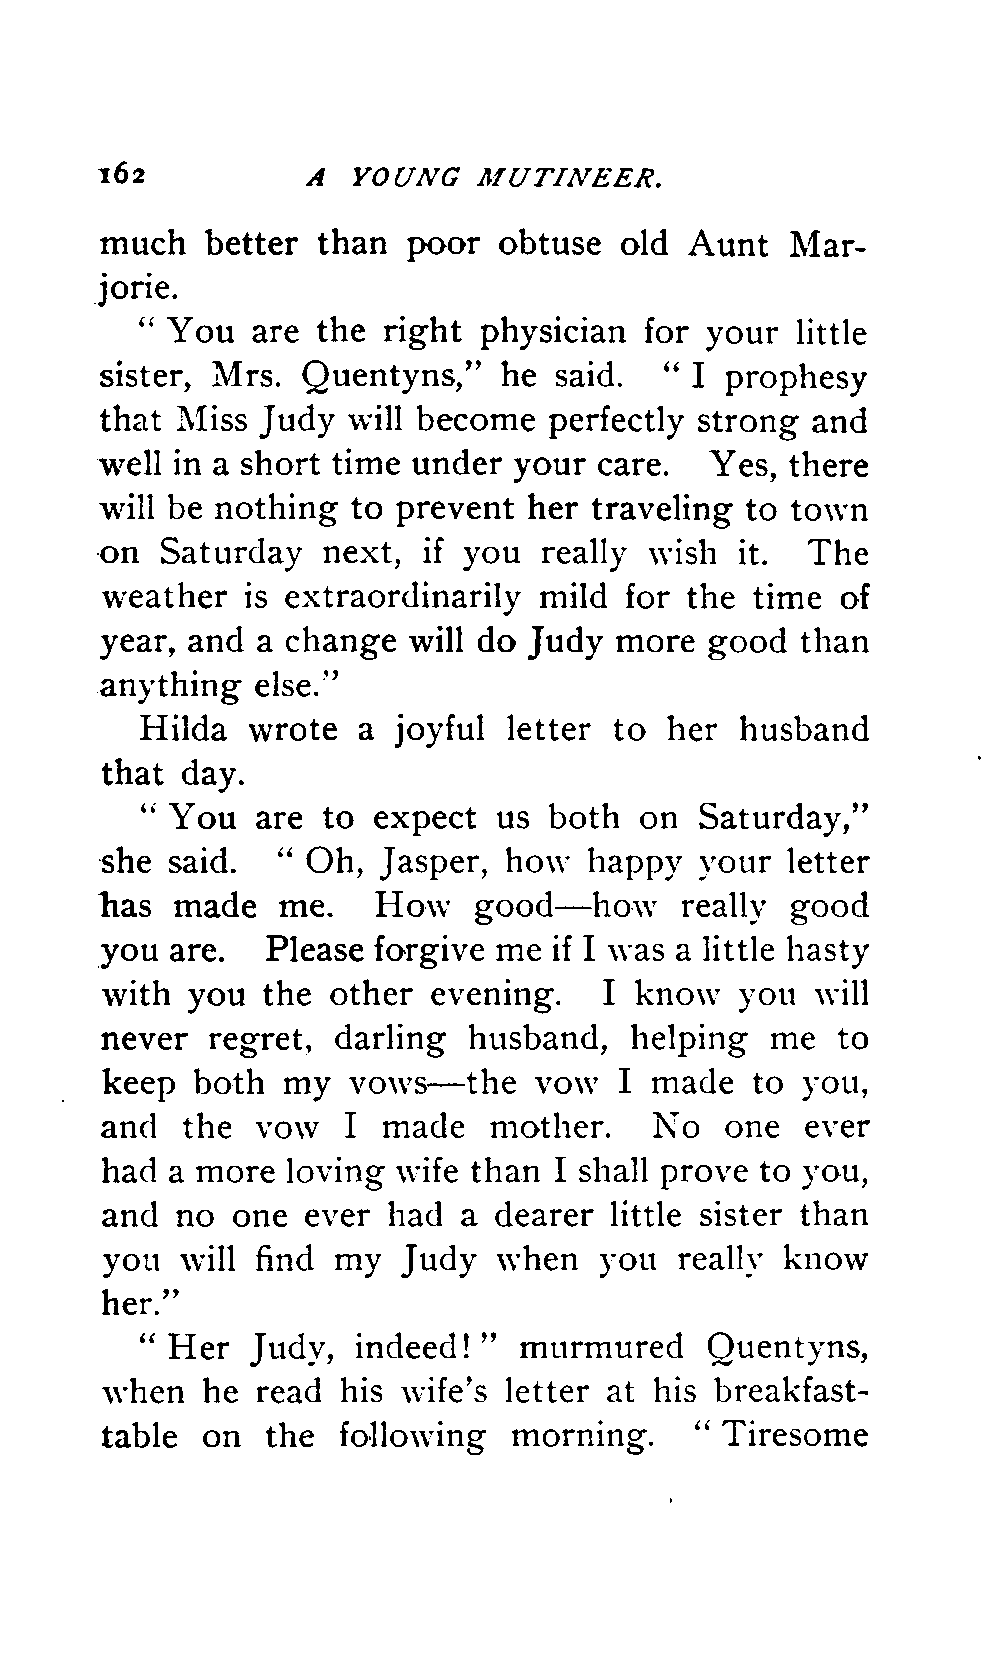 162 A YOUNG MUTINEER.
much better than poor obtuse old Aunt Mar-
jorie.
“ You are the right physician for your little
sister, Mrs. Quentyns,” he said. “ I prophesy
that Miss Judy will become perfectly strong and
well in a short time under your care. Yes, there
will be nothing to prevent her traveling to town
on Saturday next, if you really wish it. The
weather is extraordinarily mild for the time of
year, and a change will do Judy more good than
anything else.”
Hilda wrote a joyful letter to her husband
that day.
“ You are to expect us both on Saturday,”
she said. “ Oh, Jasper, how happy your letter
has made me. How good—how really good
you are. Please forgive me if I was a little hasty
with you the other evening. I know you will
never regret, darling husband, helping me to
keep both my vows—the vow I made to you,
and the vow I made mother. No one ever
had a more loving wife than I shall prove to you,
and no one ever had a dearer little sister than
you will find my Judy when you really know
her.”
“ Her Judy, indeed! ” murmured Quentyns,
when he read his wife’s letter at his breakfast-
table on the following morning. “ Tiresome